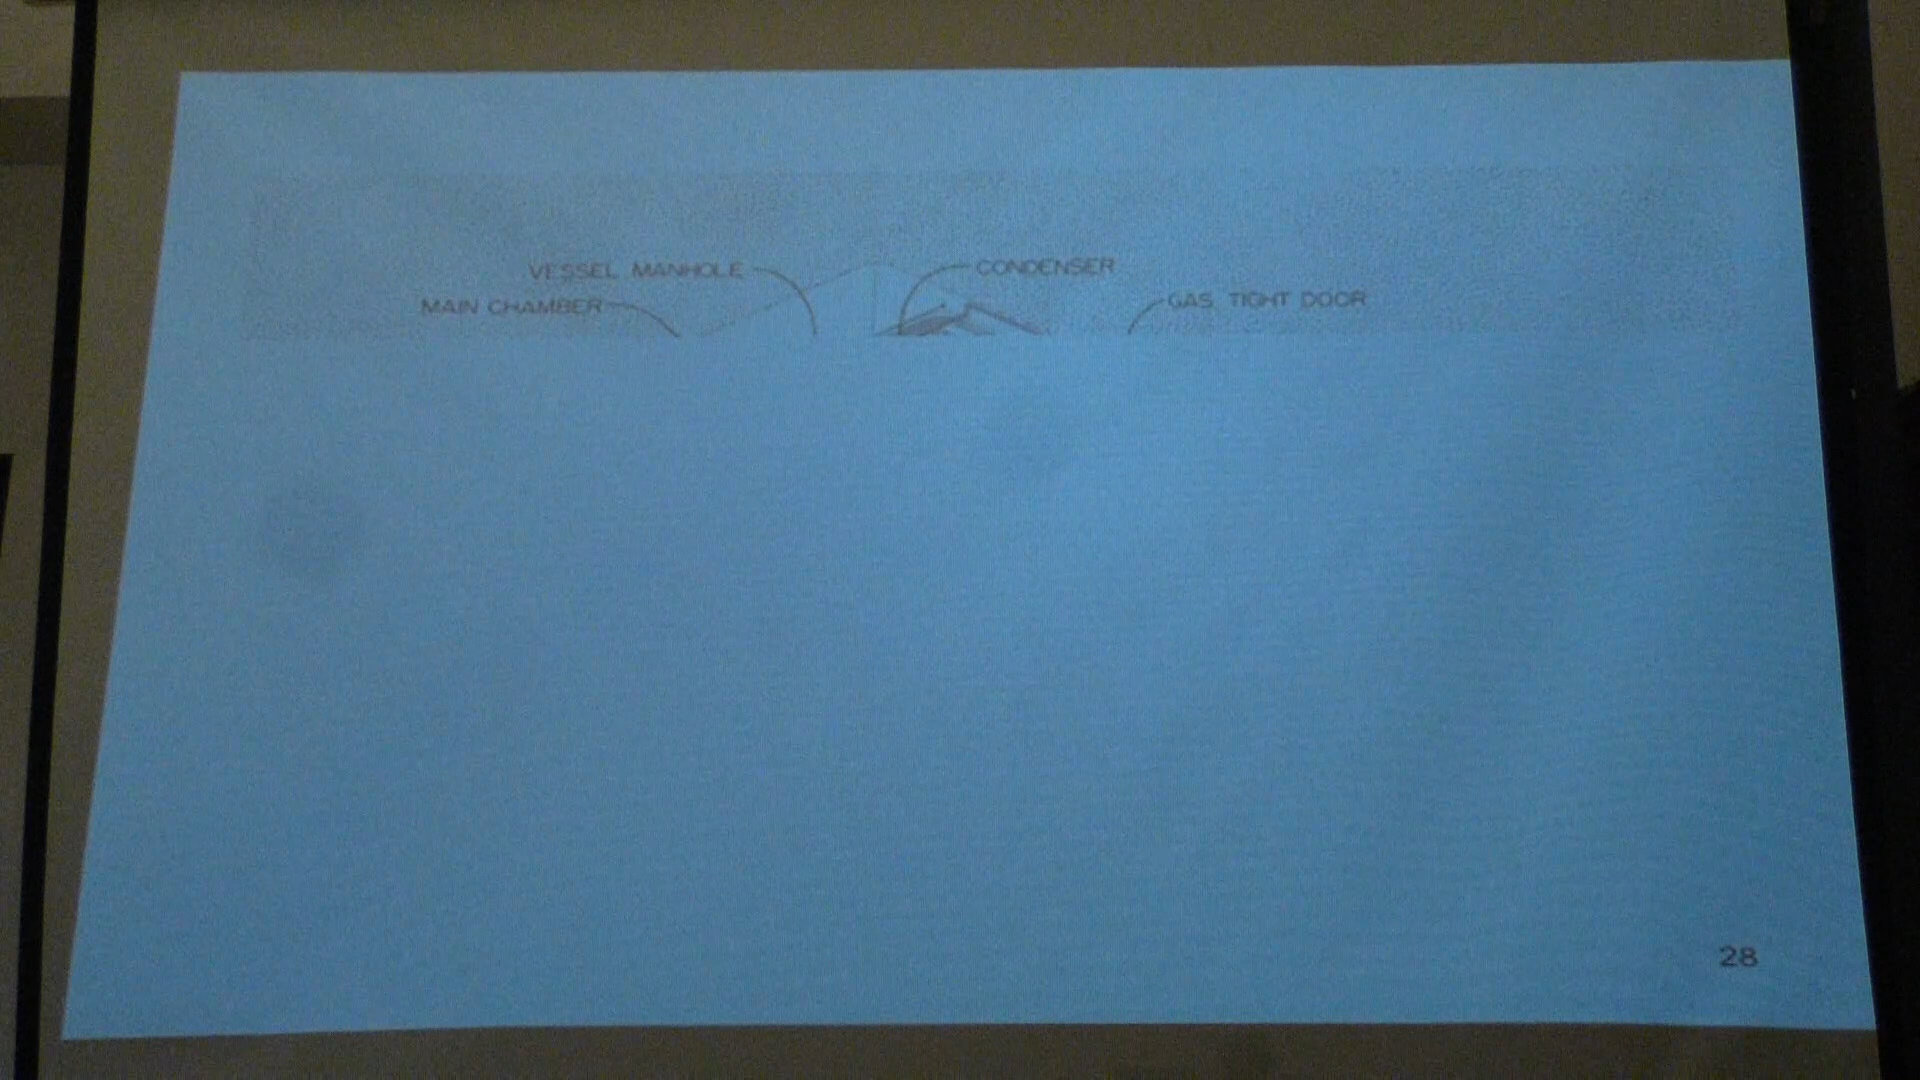 VESSEL MANHOLE
CONDENSER
MAIN CHAMBER
GAS TIGHT DOOR
28